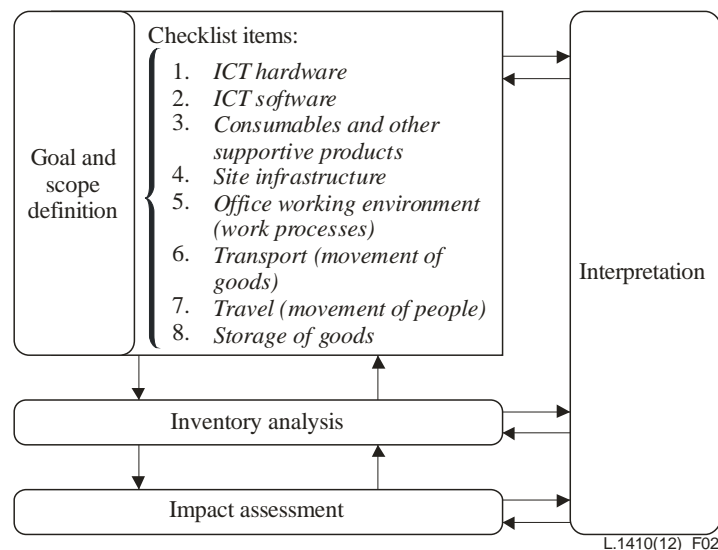 Checklist items:
1. ICT hardware
2. ICT software
3. Consumables and other
supportive products
4. Site infrastructure
5. Office working environment
(work processes)
6. Transport (movement of
goods)
7. Travel (movement of people)
8. Storage of goods
Goal and
scope
definition
Interpretation
Inventory analysis
Impact assessment
L.1410(12)_F02